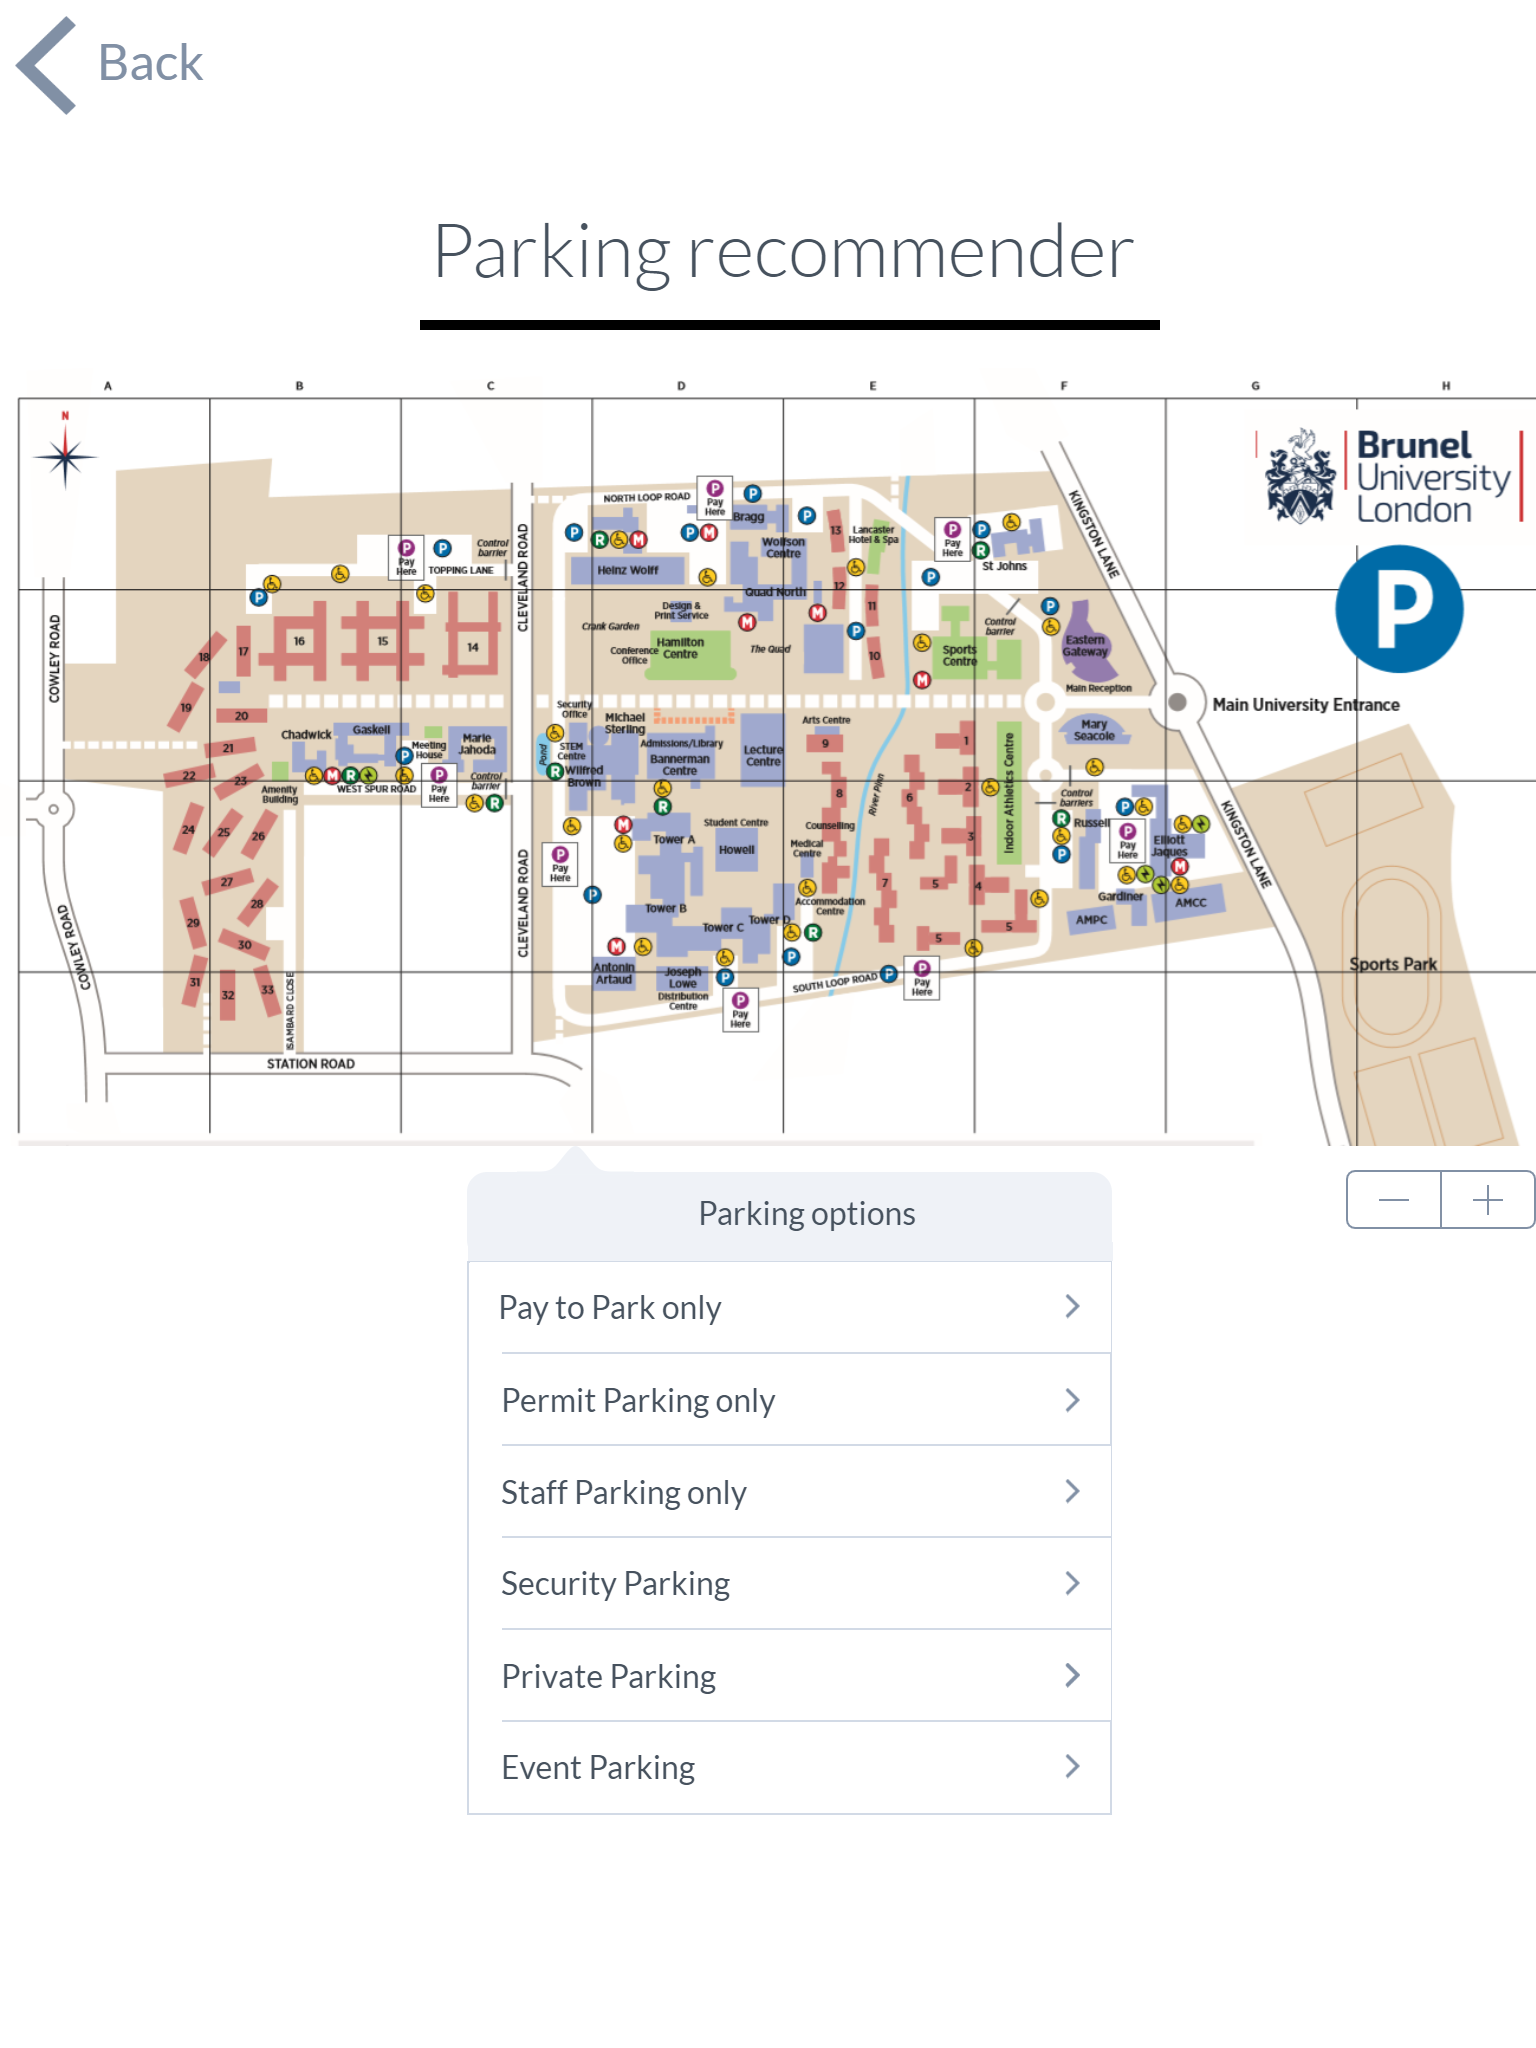 Back
Parking recommender
A B C D E F G H
N
Brunel
University
London
P
NORTH LOOP ROAD
P
Pay
Here
P
Bragg
P
KINGSTON LANE
P
R
M
P
M
Wolfson
Centre
13
Lancaster
Hotel & Spa
P
Pay
Here
P
R
St Johns
P
Pay
Here
P
Control
barrier
TOPPING LANE
CLEVELAND ROAD
Heinz Wolff
Quad North
12
P
P
COWLEY ROAD
16
15
14
17
18
19
20
Crank Garden
Design &
Print Service
M
M
11
P
10
Conference
Office
Hamilton
Centre
The Quad
Sports
Centre
M
Control
barrier
P
Eastern
Gateway
Main Reception
Main University Entrance
Security
Office
Michael
Sterling
Arts Centre
9
1
Mary
Seacole
21
22
23
Chadwick
Gaskell
Meeting
House
Marie
Jahoda
P
Pond
STEM
Centre
Admissions/Library
Bannerman
Centre
Lecture
Centre
Indoor Athletics Centre
M
R
WEST SPUR ROAD
P
Pay
Here
Control
barrier
R
Amenity
Building
R
Wilfred
Brown
R
8
River Pinn
6
2
Control
barriers
24
25
26
M
Tower A
Student Centre
Howell
Counselling
Medical
Centre
3
R
P
Russell
P
P
Pay
Here
Elliott
Jaques
M
KINGSTON LANE
27
28
29
30
31
32
33
P
Pay
Here
P
CLEVELAND ROAD
Tower B
Tower C
Tower D
Accommodation
Centre
R
7
5
4
5
5
Gardiner
AMPC
AMCC
COWLEY ROAD
ISAMBARD CLOSE
M
Antonin
Artaud
Joseph
Lowe
Distribution
Centre
P
P
Pay
Here
P
SOUTH LOOP ROAD
P
P
Pay
Here
Sports Park
STATION ROAD
Parking options
Pay to Park only
Permit Parking only
Staff Parking only
Security Parking
Private Parking
Event Parking